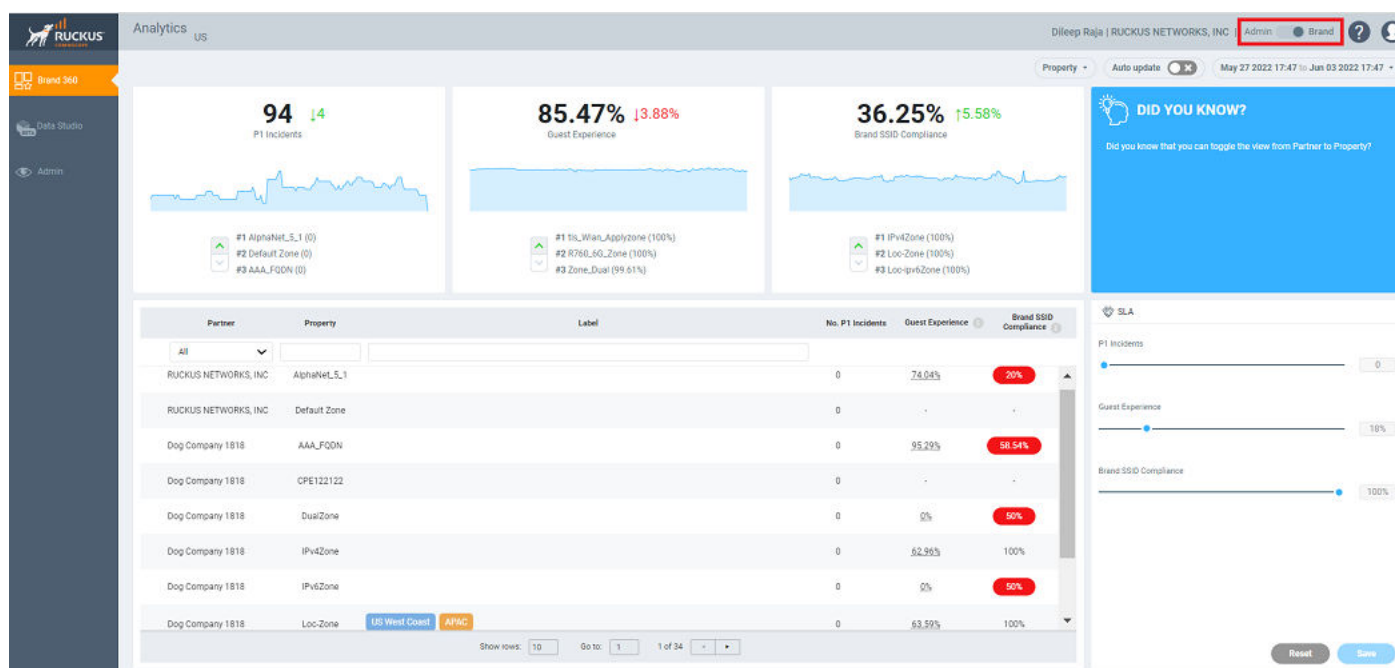 RUCKUS
COMMSCOPE
Analytics US
Dileep Raja | RUCKUS NETWORKS, INC | Admin Brand ?
Brand 360
Data Studio
Admin
Property Auto update May 27 2022 17:47 to Jun 03 2022 17:47
94 ↓4
P1 Incidents
#1 AlphaNet_5_1 (0)
#2 Default Zone (0)
#3 AAA_FQDN (0)
85.47% ↓3.88%
Guest Experience
#1 tis_Wlan_Applyzone (100%)
#2 R760_6G_Zone (100%)
#3 Zone_Dual (99.61%)
36.25% ↑5.58%
Brand SSID Compliance
#1 IPv4Zone (100%)
#2 Loc-Zone (100%)
#3 Loc-ipv6Zone (100%)
DID YOU KNOW?
Did you know that you can toggle the view from Partner to Property?
Partner Property Label No. P1 Incidents Guest Experience Brand SSID Compliance
All
RUCKUS NETWORKS, INC AlphaNet_5_1 0 74.04% 20%
RUCKUS NETWORKS, INC Default Zone 0 - -
Dog Company 1818 AAA_FQDN 0 95.29% 58.54%
Dog Company 1818 CPE122122 0 - -
Dog Company 1818 DualZone 0 0% 50%
Dog Company 1818 IPv4Zone 0 62.96% 100%
Dog Company 1818 IPv6Zone 0 0% 50%
Dog Company 1818 Loc-Zone US West Coast APAC 0 63.59% 100%
Show rows: 10 Go to: 1 1 of 34
SLA
P1 Incidents
0
Guest Experience
18%
Brand SSID Compliance
100%
Reset Save